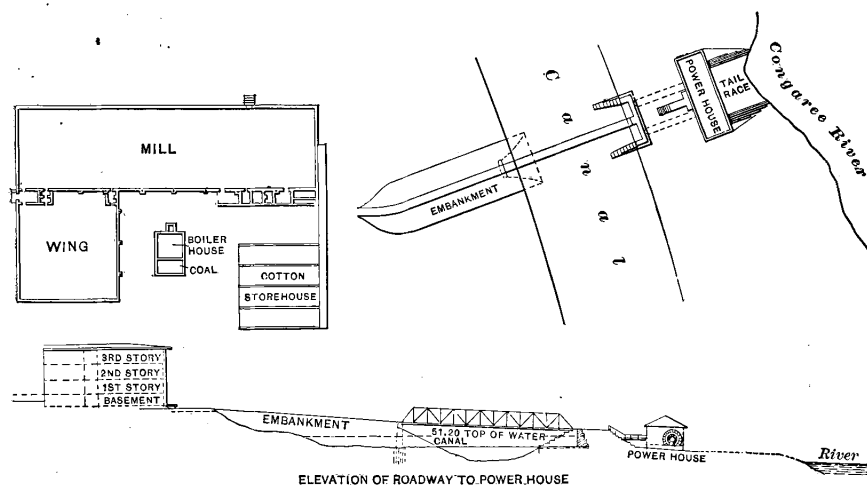 MILL
WING
BOILER
HOUSE
COAL
COTTON
STOREHOUSE
EMBANKMENT
Canal
POWER HOUSE
TAIL
RACE
Congaree River
3RD STORY
2ND STORY
1ST STORY
BASEMENT
EMBANKMENT
51.20 TOP OF WATER
CANAL
POWER HOUSE
River
ELEVATION OF ROADWAY TO POWER HOUSE